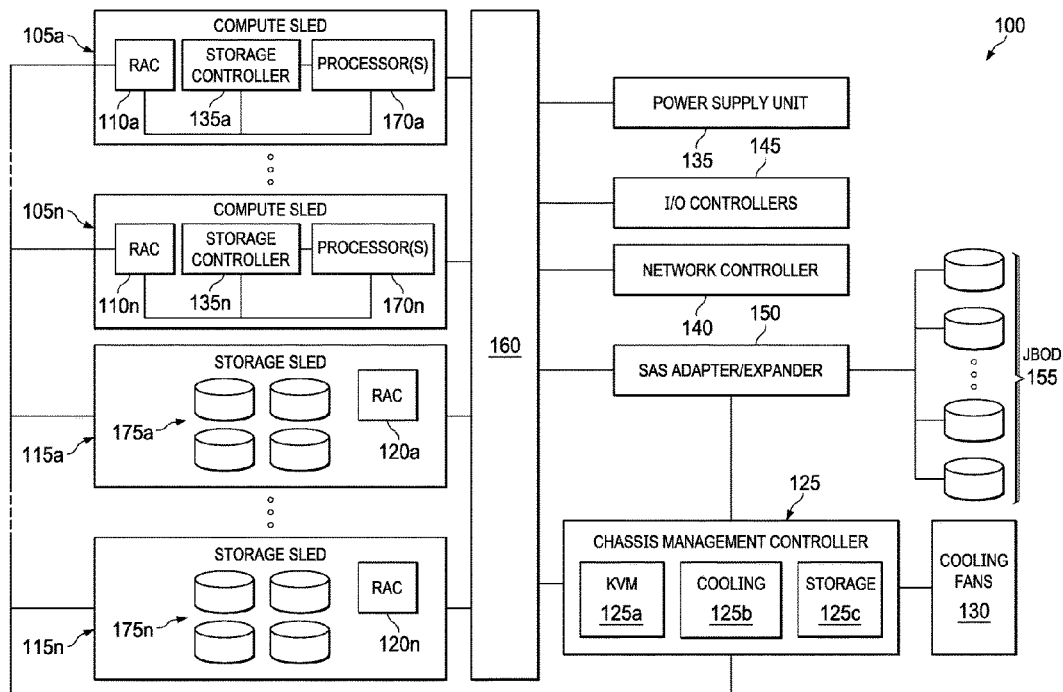 100
COMPUTE SLED
105a
RAC
STORAGE
CONTROLLER
PROCESSOR(S)
110a
135a
170a
COMPUTE SLED
105n
RAC
STORAGE
CONTROLLER
PROCESSOR(S)
110n
135n
170n
STORAGE SLED
RAC
175a
120a
115a
STORAGE SLED
RAC
175n
120n
115n
160
POWER SUPPLY UNIT
135
145
I/O CONTROLLERS
NETWORK CONTROLLER
140
150
SAS ADAPTER/EXPANDER
JBOD
155
125
CHASSIS MANAGEMENT CONTROLLER
KVM
125a
COOLING
125b
STORAGE
125c
COOLING
FANS
130